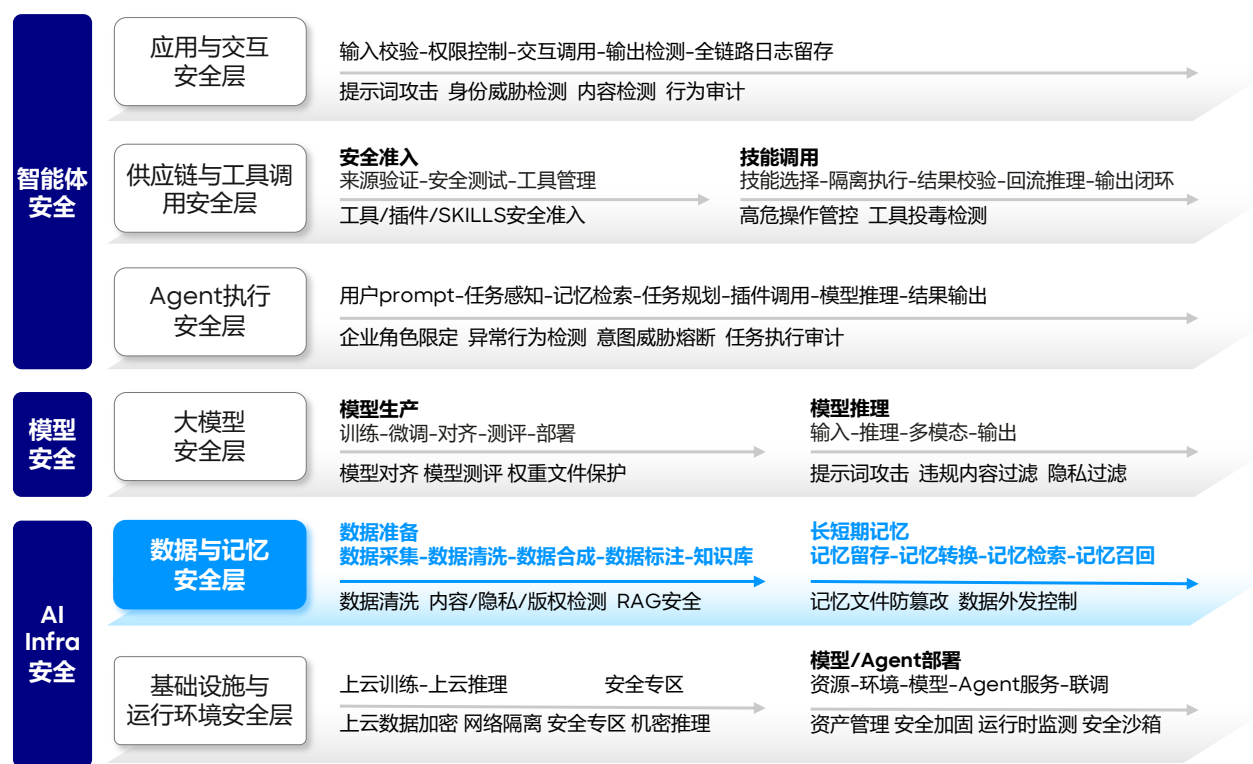 智能体
安全
应用与交互
安全层
输入校验-权限控制-交互调用-输出检测-全链路日志留存
提示词攻击 身份威胁检测 内容检测 行为审计
供应链与工具调
用安全层
安全准入
来源验证-安全测试-工具管理
工具/插件/SKILLS安全准入
技能调用
技能选择-隔离执行-结果校验-回流推理-输出闭环
高危操作管控 工具投毒检测
Agent执行
安全层
用户prompt-任务感知-记忆检索-任务规划-插件调用-模型推理-结果输出
企业角色限定 异常行为检测 意图威胁熔断 任务执行审计
模型
安全
大模型
安全层
模型生产
训练-微调-对齐-测评-部署
模型对齐 模型测评 权重文件保护
模型推理
输入-推理-多模态-输出
提示词攻击 违规内容过滤 隐私过滤
AI
Infra
安全
数据与记忆
安全层
数据准备
数据采集-数据清洗-数据合成-数据标注-知识库
数据清洗 内容/隐私/版权检测 RAG安全
长短期记忆
记忆留存-记忆转换-记忆检索-记忆召回
记忆文件防篡改 数据外发控制
基础设施与
运行环境安全层
上云训练-上云推理 安全专区
上云数据加密 网络隔离 安全专区 机密推理
模型/Agent部署
资源-环境-模型-Agent服务-联调
资产管理 安全加固 运行时监测 安全沙箱